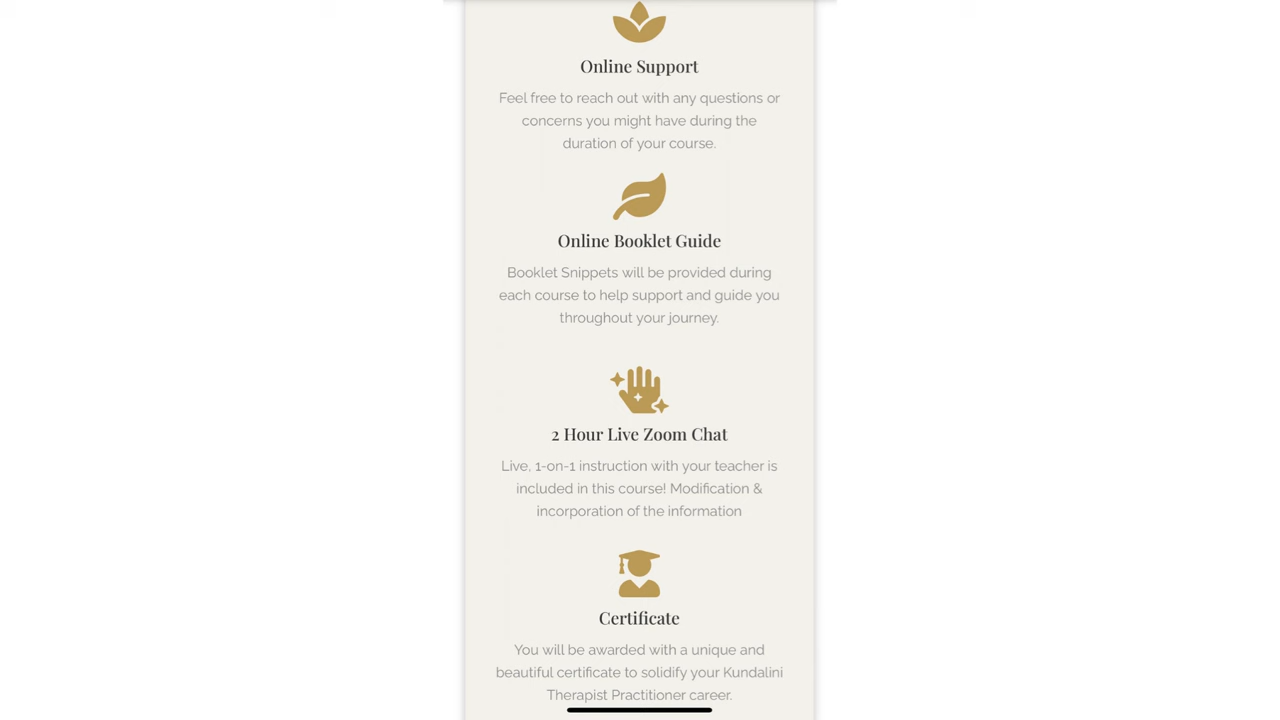 Online Support
Feel free to reach out with any questions or
concerns you might have during the
duration of your course.
Online Booklet Guide
Booklet Snippets will be provided during
each course to help support and guide you
throughout your journey.
2 Hour Live Zoom Chat
Live, 1-on-1 instruction with your teacher is
included in this course! Modification &
incorporation of the information
Certificate
You will be awarded with a unique and
beautiful certificate to solidify your Kundalini
Therapist Practitioner career.